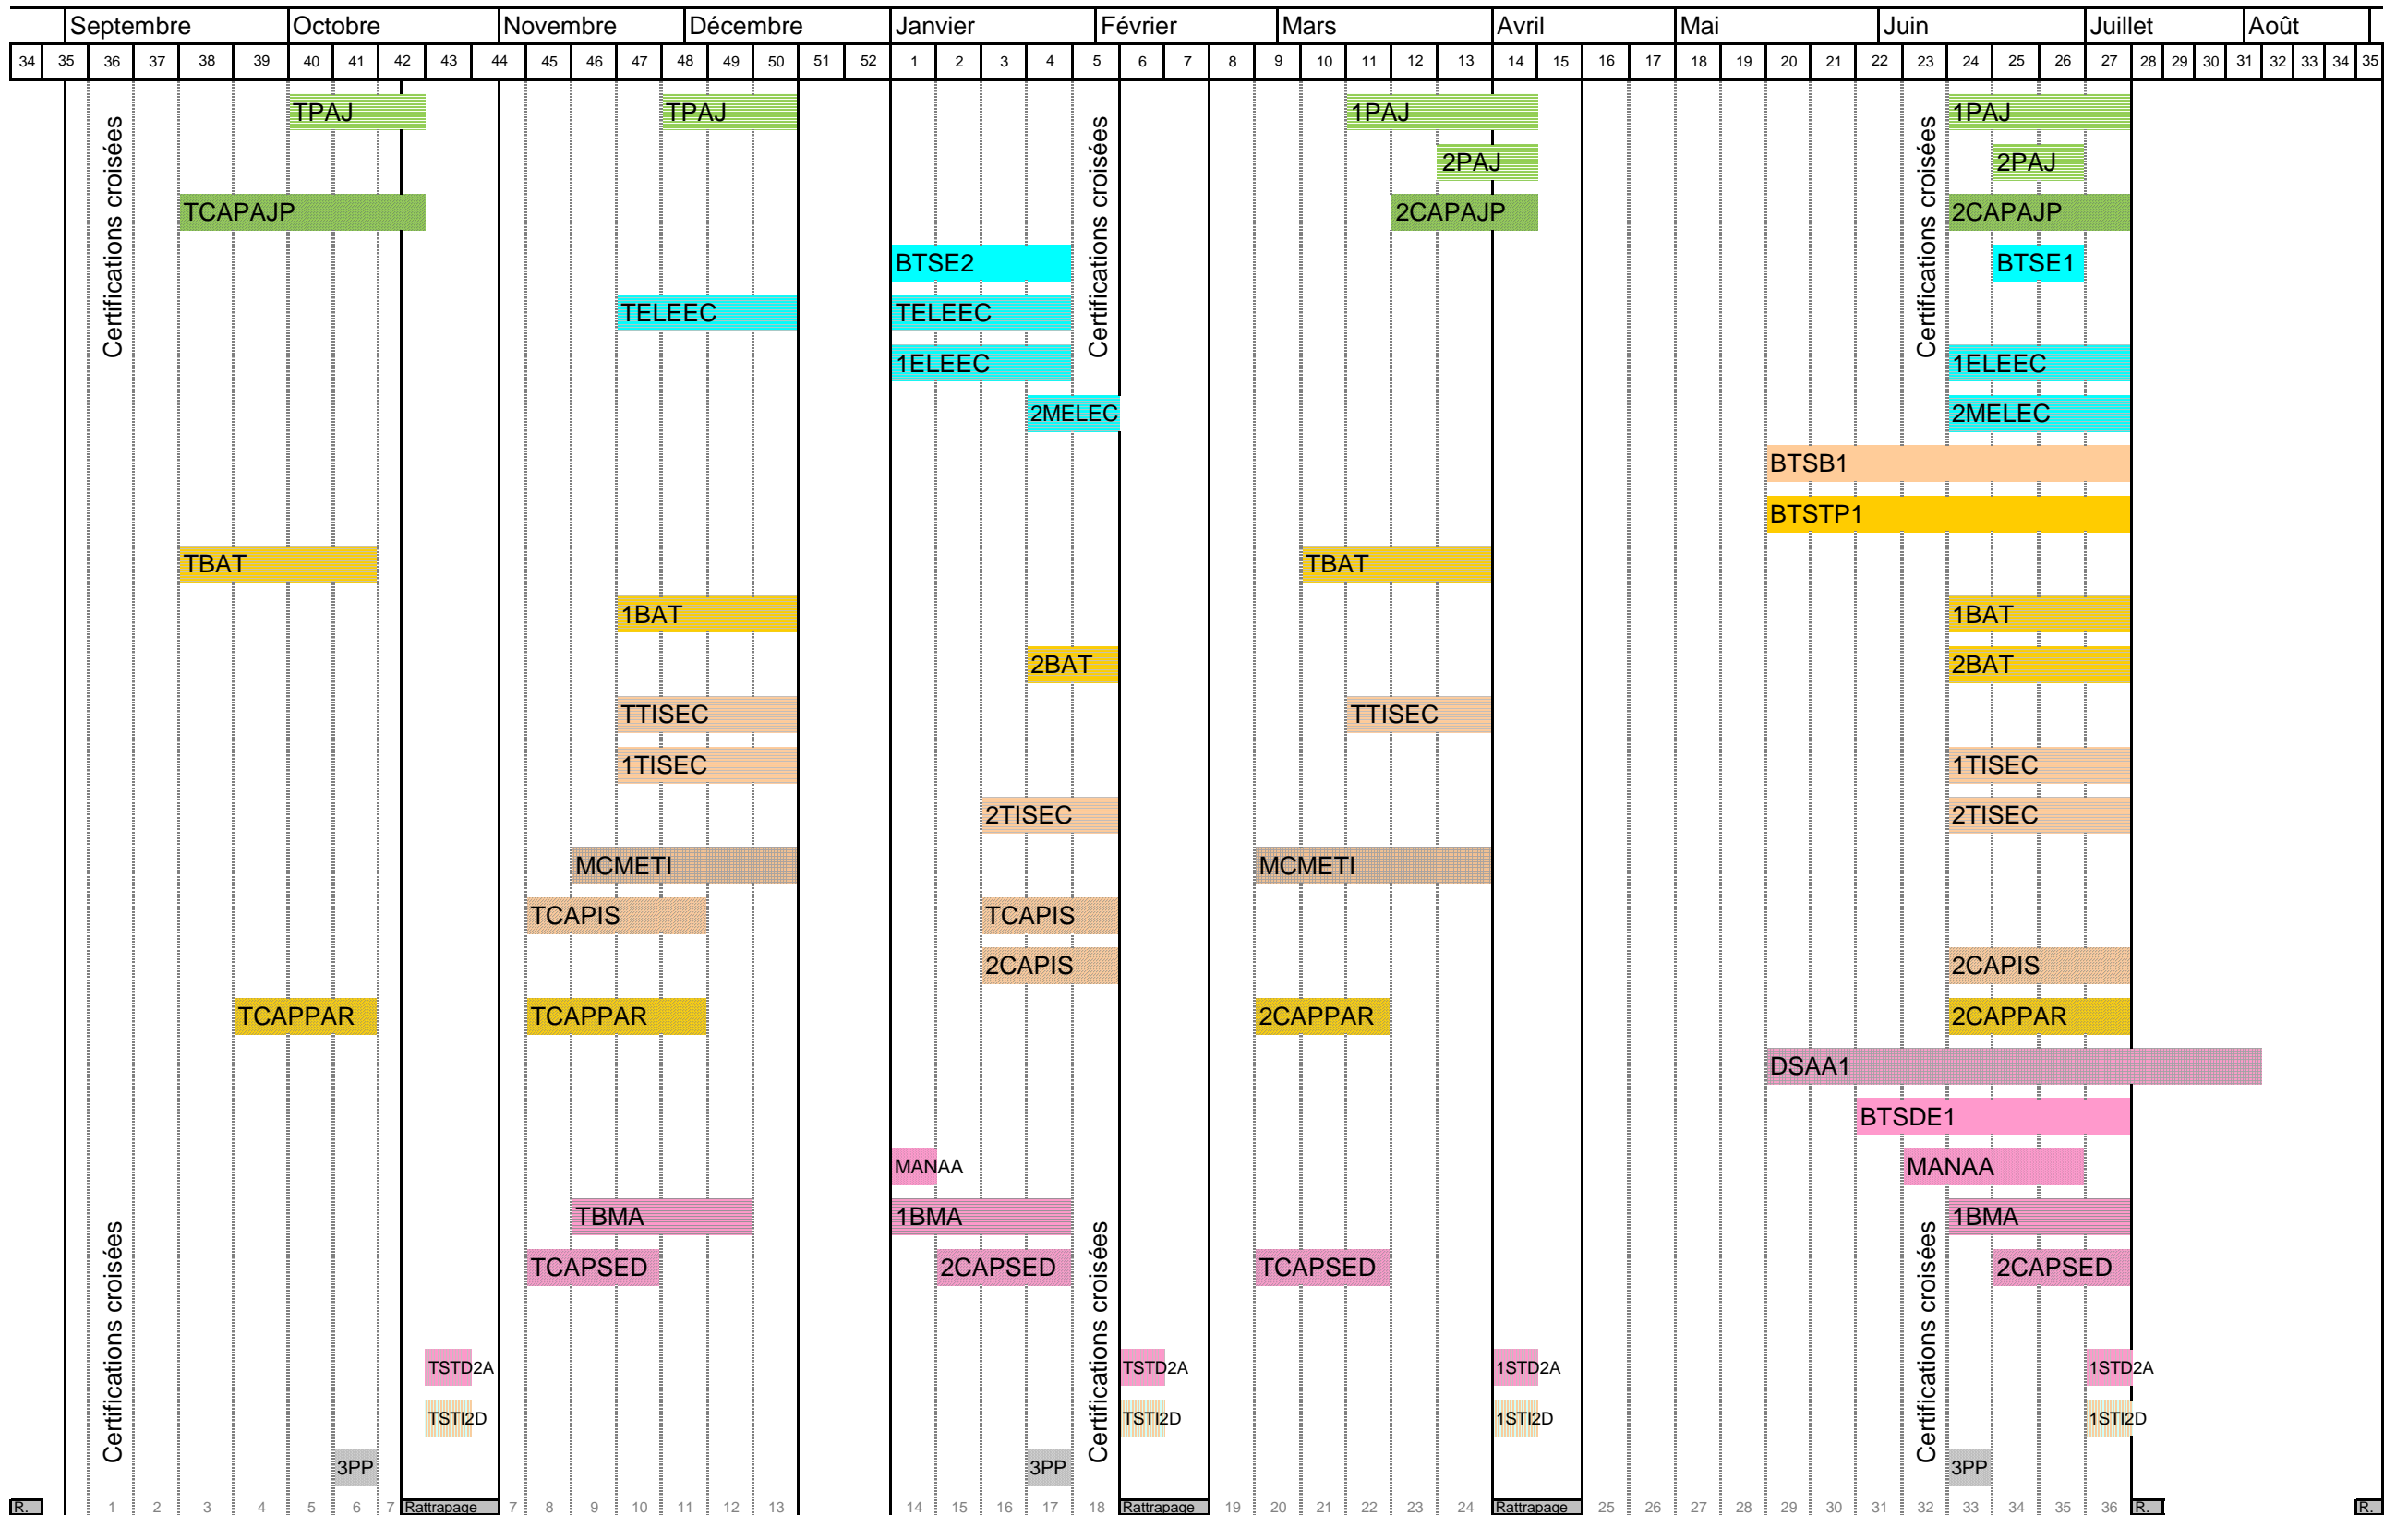 Septembre Octobre Novembre Décembre Janvier Février Mars Avril Mai Juin Juillet Août
34 35 36 37 38 39 40 41 42 43 44 45 46 47 48 49 50 51 52 1 2 3 4 5 6 7 8 9 10 11 12 13 14 15 16 17 18 19 20 21 22 23 24 25 26 27 28 29 30 31 32 33 34 35
Certifications croisées
Certifications croisées
Certifications croisées
TPAJ TPAJ 1PAJ 1PAJ
2PAJ 2PAJ
TCAPAJP 2CAPAJP 2CAPAJP
BTSE2 BTSE1
TELEEC TELEEC
1ELEEC 1ELEEC
2MELEC 2MELEC
BTSB1
BTSTP1
TBAT TBAT
1BAT 1BAT
2BAT 2BAT
TTISEC TTISEC
1TISEC 1TISEC
2TISEC 2TISEC
MCMETI MCMETI
TCAPIS TCAPIS
2CAPIS 2CAPIS
TCAPPAR TCAPPAR 2CAPPAR 2CAPPAR
DSAA1
BTSDE1
MANAA MANAA
TBMA 1BMA 1BMA
TCAPSED 2CAPSED TCAPSED 2CAPSED
Certifications croisées
Certifications croisées
Certifications croisées
TSTD2A TSTD2A 1STD2A 1STD2A
TSTI2D TSTI2D 1STI2D 1STI2D
3PP 3PP 3PP
R. 1 2 3 4 5 6 7 Rattrapage 7 8 9 10 11 12 13 14 15 16 17 18 Rattrapage 19 20 21 22 23 24 Rattrapage 25 26 27 28 29 30 31 32 33 34 35 36 R. R.